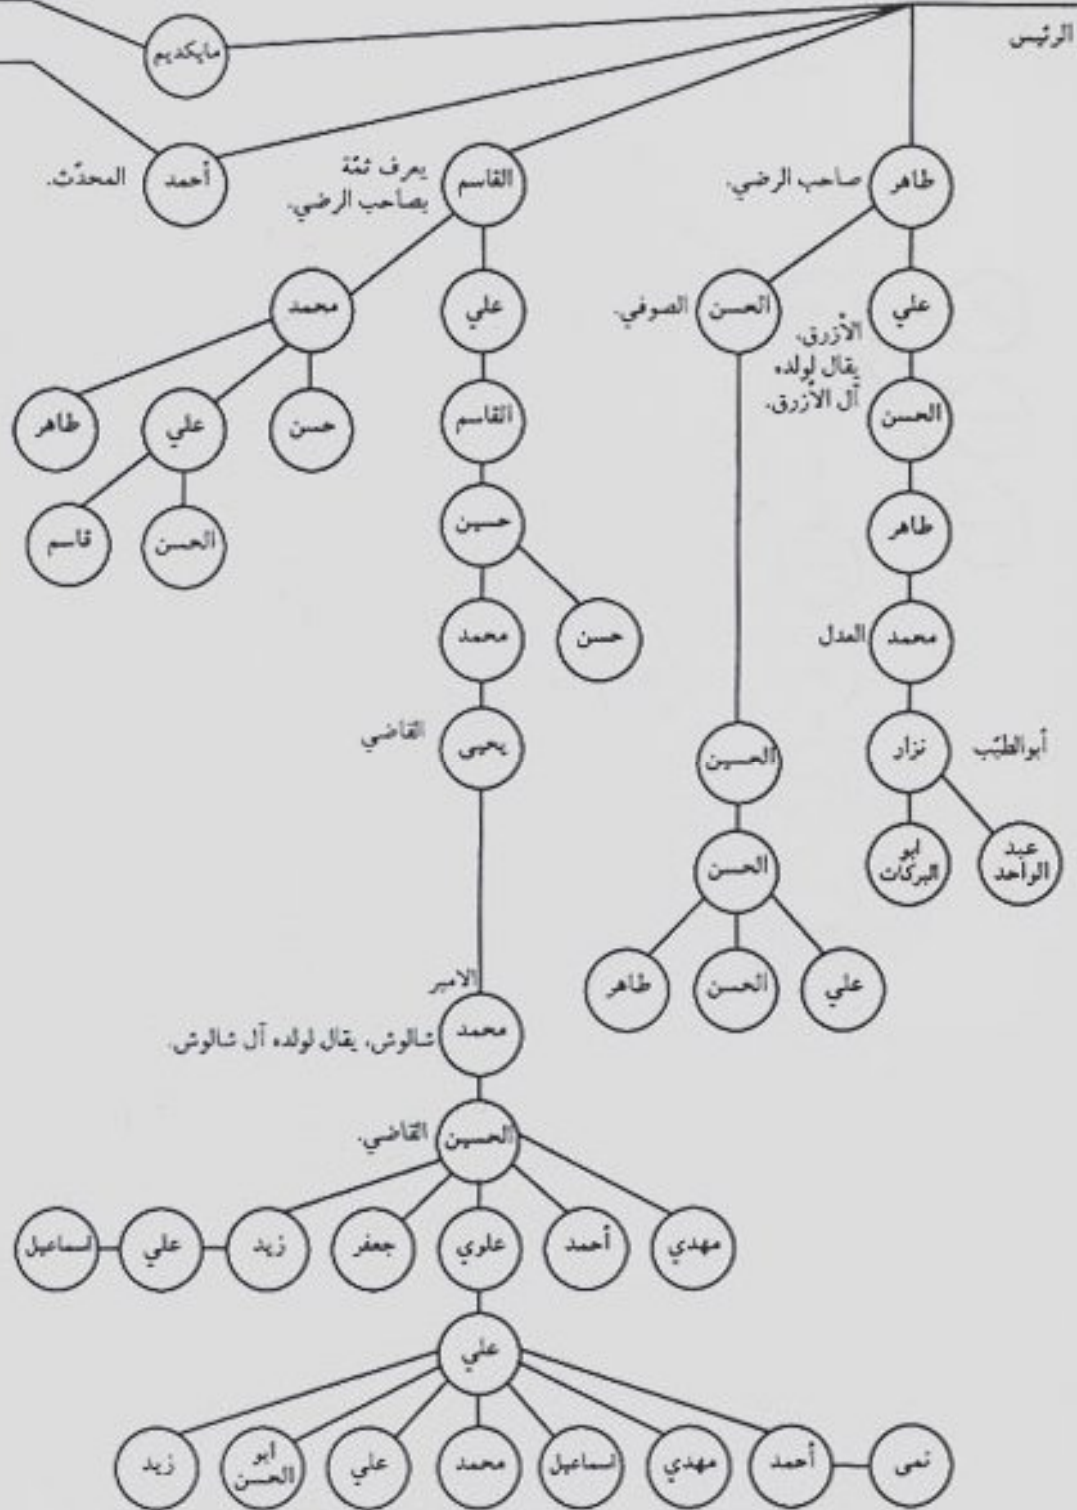 الرئيس
مايكديم
طاهر
صاحب الرضي.
القاسم
يعرف ثمّة
بصاحب الرضي.
أحمد
المحدّث.
علي
الأزرق،
يقال لولده
آل الأزرق.
الحسن
الصوفي.
علي
محمد
الحسن
القاسم
حسن
علي
طاهر
طاهر
حسين
الحسن
قاسم
محمد
العدل
حسن
محمد
أبوالطيّب
نزار
الحسين
يحيى
القاضي
عبد
الواحد
ابو
البركات
الحسن
علي
الحسن
طاهر
الامير
محمد
شالوش، يقال لولده آل شالوش.
الحسين
القاضي.
مهدي
أحمد
علوي
جعفر
زيد
علي
اسماعيل
علي
نمى
أحمد
مهدي
اسماعيل
محمد
علي
ابو
الحسن
زيد